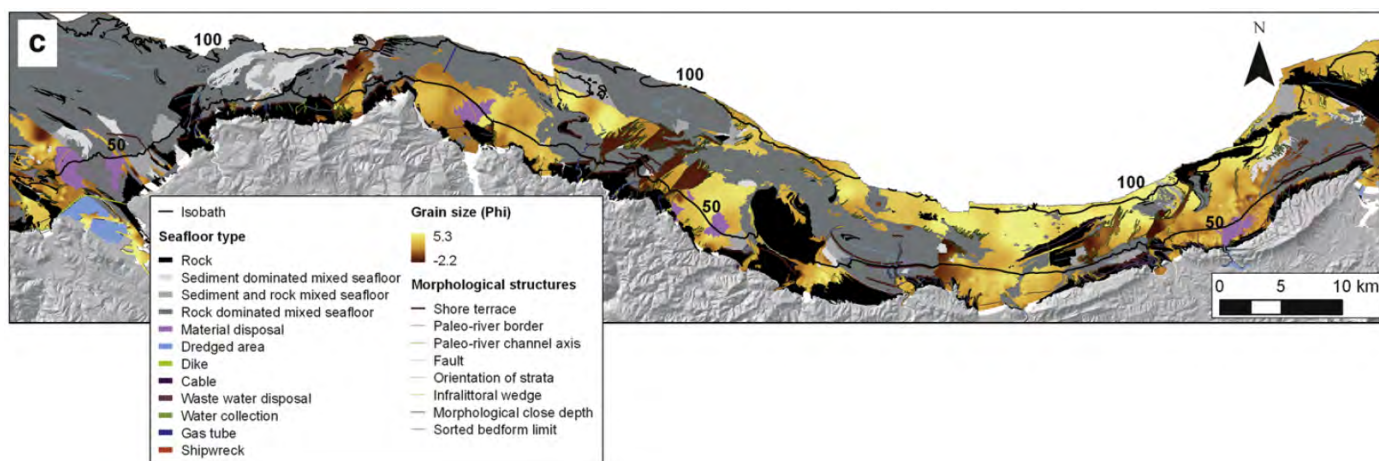 c
100
N
100
50
100
50
50
0 5 10 km
Isobath
Seafloor type
Rock
Sediment dominated mixed seafloor
Sediment and rock mixed seafloor
Rock dominated mixed seafloor
Material disposal
Dredged area
Dike
Cable
Waste water disposal
Water collection
Gas tube
Shipwreck
Grain size (Phi)
5.3
-2.2
Morphological structures
Shore terrace
Paleo-river border
Paleo-river channel axis
Fault
Orientation of strata
Infralittoral wedge
Morphological close depth
Sorted bedform limit